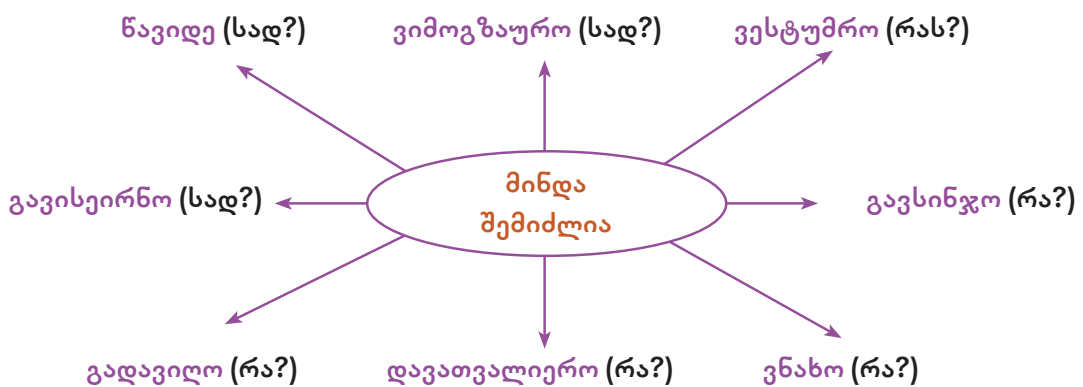 წავიდე (სად?)
ვიმოგზაურო (სად?)
ვესტუმრო (რას?)
გავისეირნო (სად?)
მინდა
შემიძლია
გავსინჯო (რა?)
გადავიღო (რა?)
დავათვალიერო (რა?)
ვნახო (რა?)